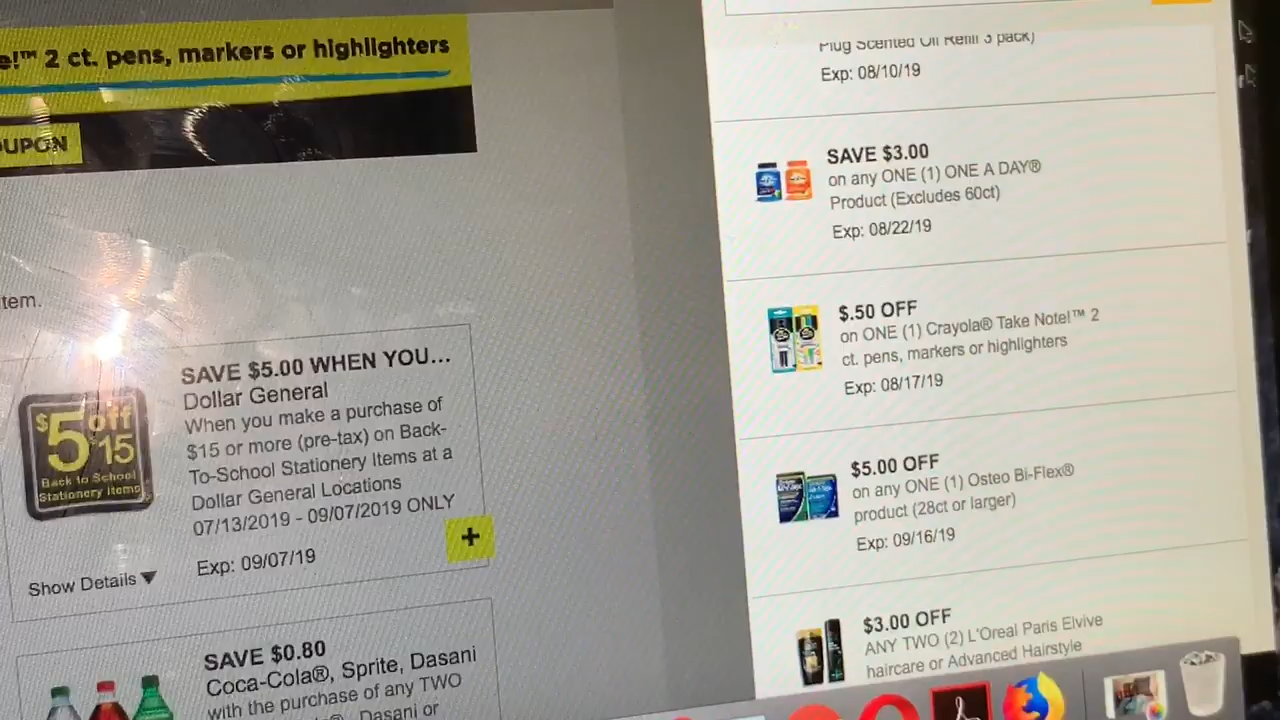 e!™ 2 ct. pens, markers or highlighters
OUPON
tem.
$5 off
$15
Back to School
Stationery Items
SAVE $5.00 WHEN YOU...
Dollar General
When you make a purchase of
$15 or more (pre-tax) on Back-
To-School Stationery Items at a
Dollar General Locations
07/13/2019 - 09/07/2019 ONLY
Exp: 09/07/19
+
Show Details ▼
SAVE $0.80
Coca-Cola®, Sprite, Dasani
with the purchase of any TWO
Dasani or
Plug Scented Oil Refill 3 pack)
Exp: 08/10/19
SAVE $3.00
on any ONE (1) ONE A DAY®
Product (Excludes 60ct)
Exp: 08/22/19
$.50 OFF
on ONE (1) Crayola® Take Note!™ 2
ct. pens, markers or highlighters
Exp: 08/17/19
$5.00 OFF
on any ONE (1) Osteo Bi-Flex®
product (28ct or larger)
Exp: 09/16/19
$3.00 OFF
ANY TWO (2) L'Oreal Paris Elvive
haircare or Advanced Hairstyle